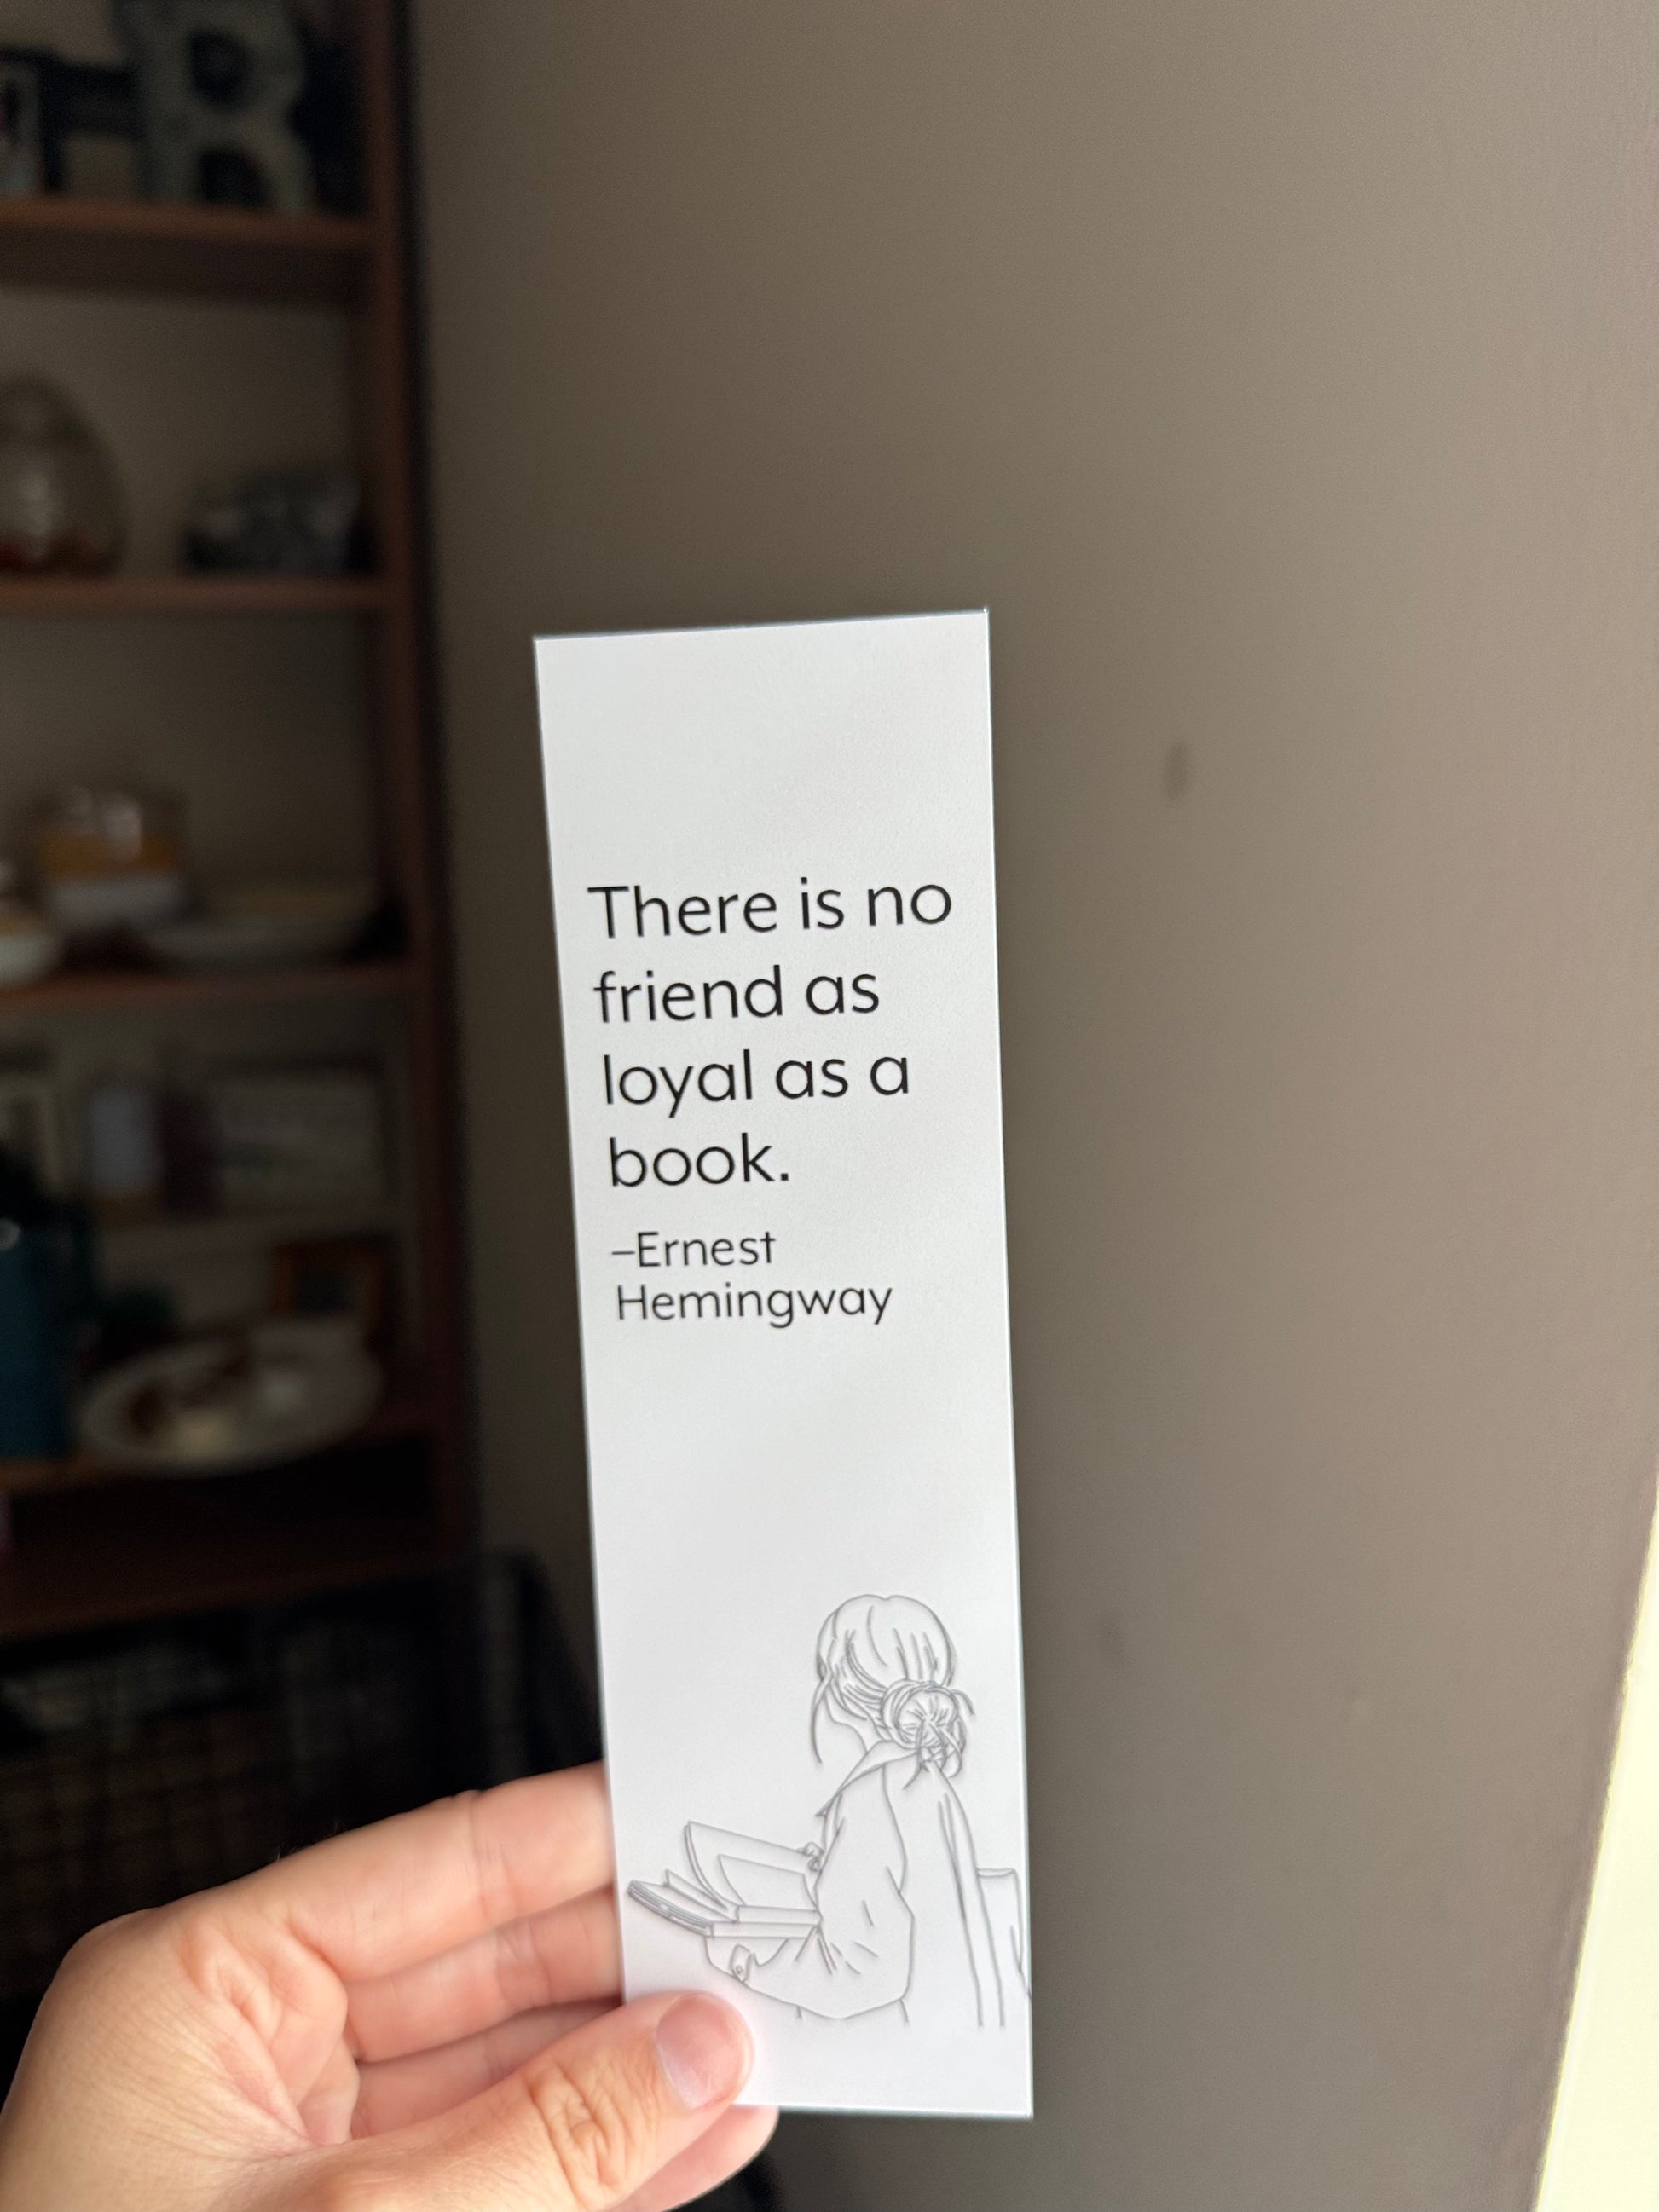 There is no
friend as
loyal as a
book.
–Ernest
Hemingway